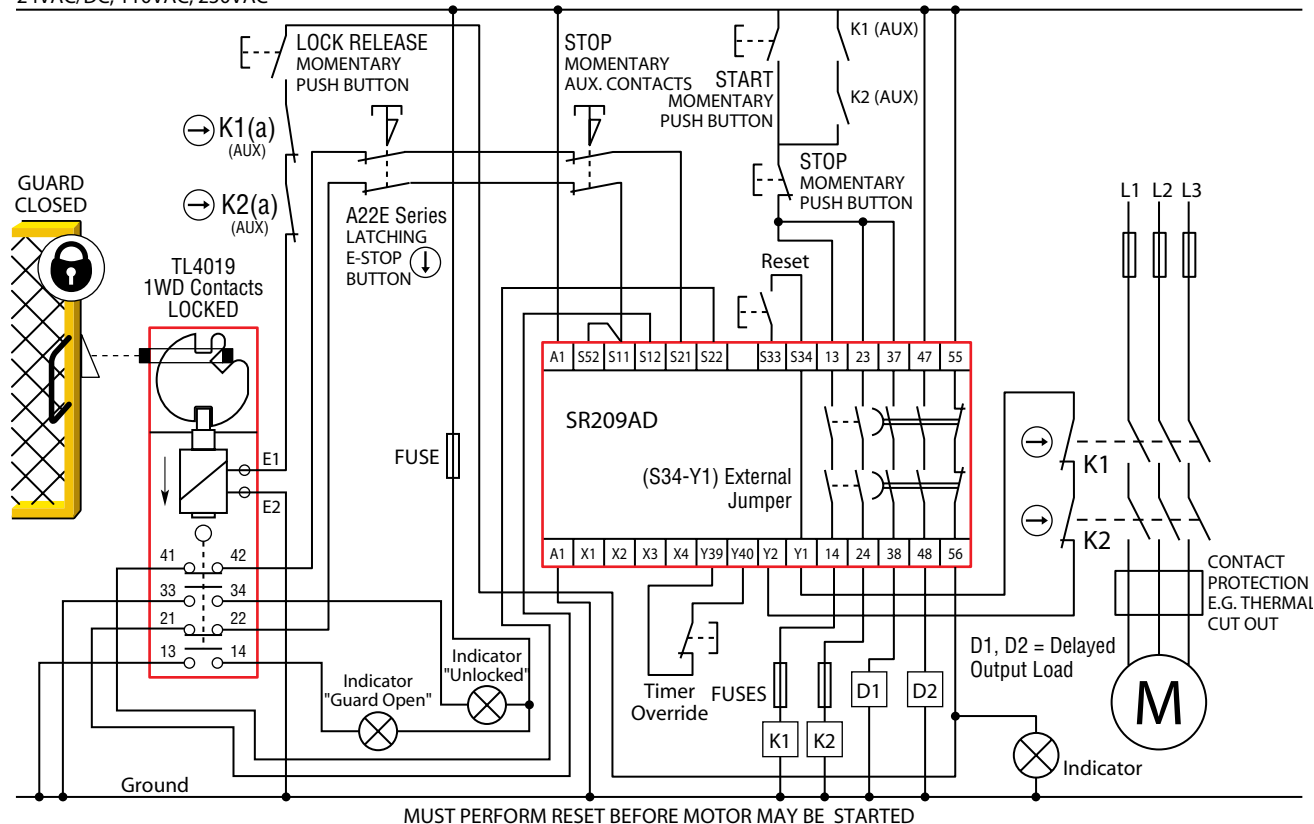 24VAC/DC, 110VAC, 230VAC
LOCK RELEASE
MOMENTARY
PUSH BUTTON
STOP
MOMENTARY
AUX. CONTACTS
START
MOMENTARY
PUSH BUTTON
K1 (AUX)
K2 (AUX)
K1(a)
(AUX)
K2(a)
(AUX)
STOP
MOMENTARY
PUSH BUTTON
GUARD
CLOSED
A22E Series
LATCHING
E-STOP
BUTTON
L1 L2 L3
TL4019
1WD Contacts
LOCKED
Reset
A1 S52 S11 S12 S21 S22 S33 S34 13 23 37 47 55
SR209AD
(S34-Y1) External
Jumper
A1 X1 X2 X3 X4 Y39 Y40 Y2 Y1 14 24 38 48 56
FUSE
E1
E2
K1
K2
41 42
33 34
21 22
13 14
CONTACT
PROTECTION
E.G. THERMAL
CUT OUT
Indicator
"Unlocked"
Indicator
"Guard Open"
Timer
Override
FUSES
D1
D2
D1, D2 = Delayed
Output Load
K1
K2
M
Indicator
Ground
MUST PERFORM RESET BEFORE MOTOR MAY BE STARTED